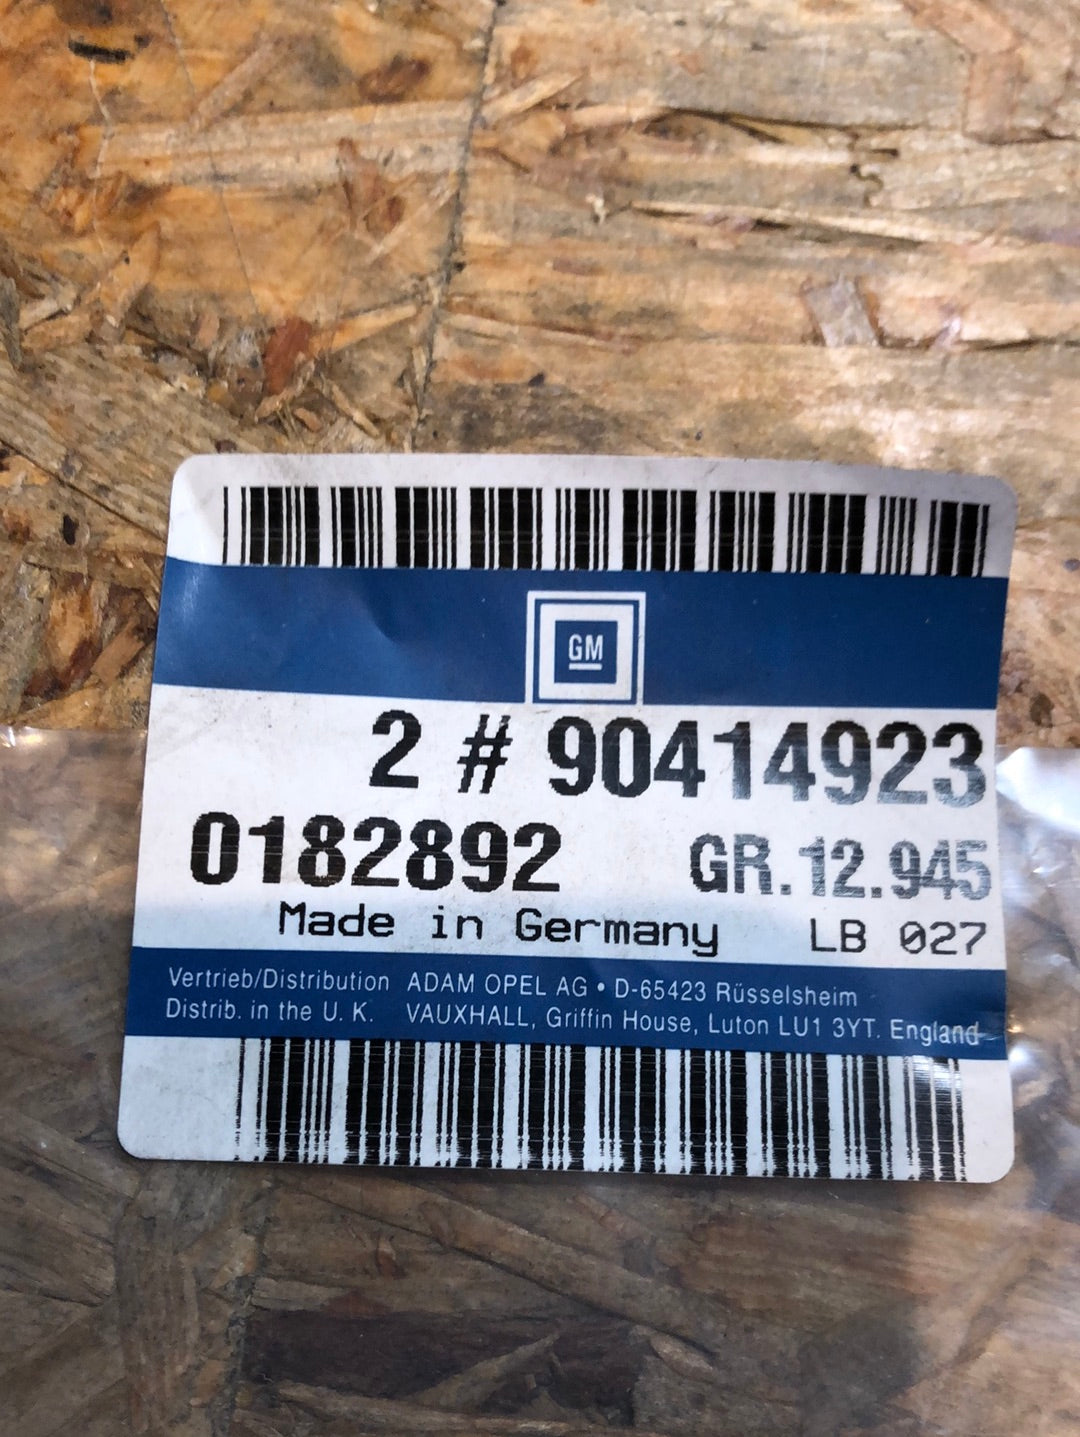 GM
2 # 90414923
0182892 GR.12.945
Made in Germany LB 027
Vertrieb/Distribution ADAM OPEL AG • D-65423 Rüsselsheim
Distrib. in the U. K. VAUXHALL, Griffin House, Luton LU1 3YT. England